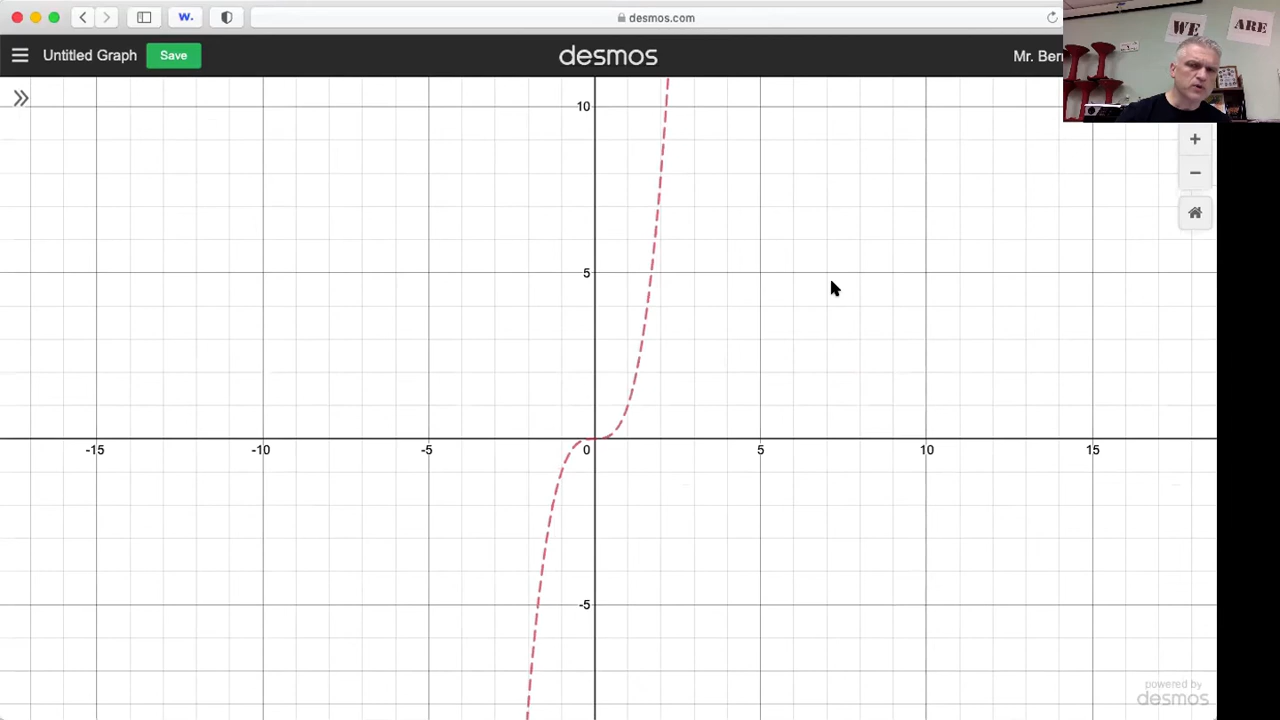 w. desmos.com
Untitled Graph Save desmos Mr. Ber
WE ARE
10
5
-15 -10 -5 0 5 10 15
-5
powered by
desmos